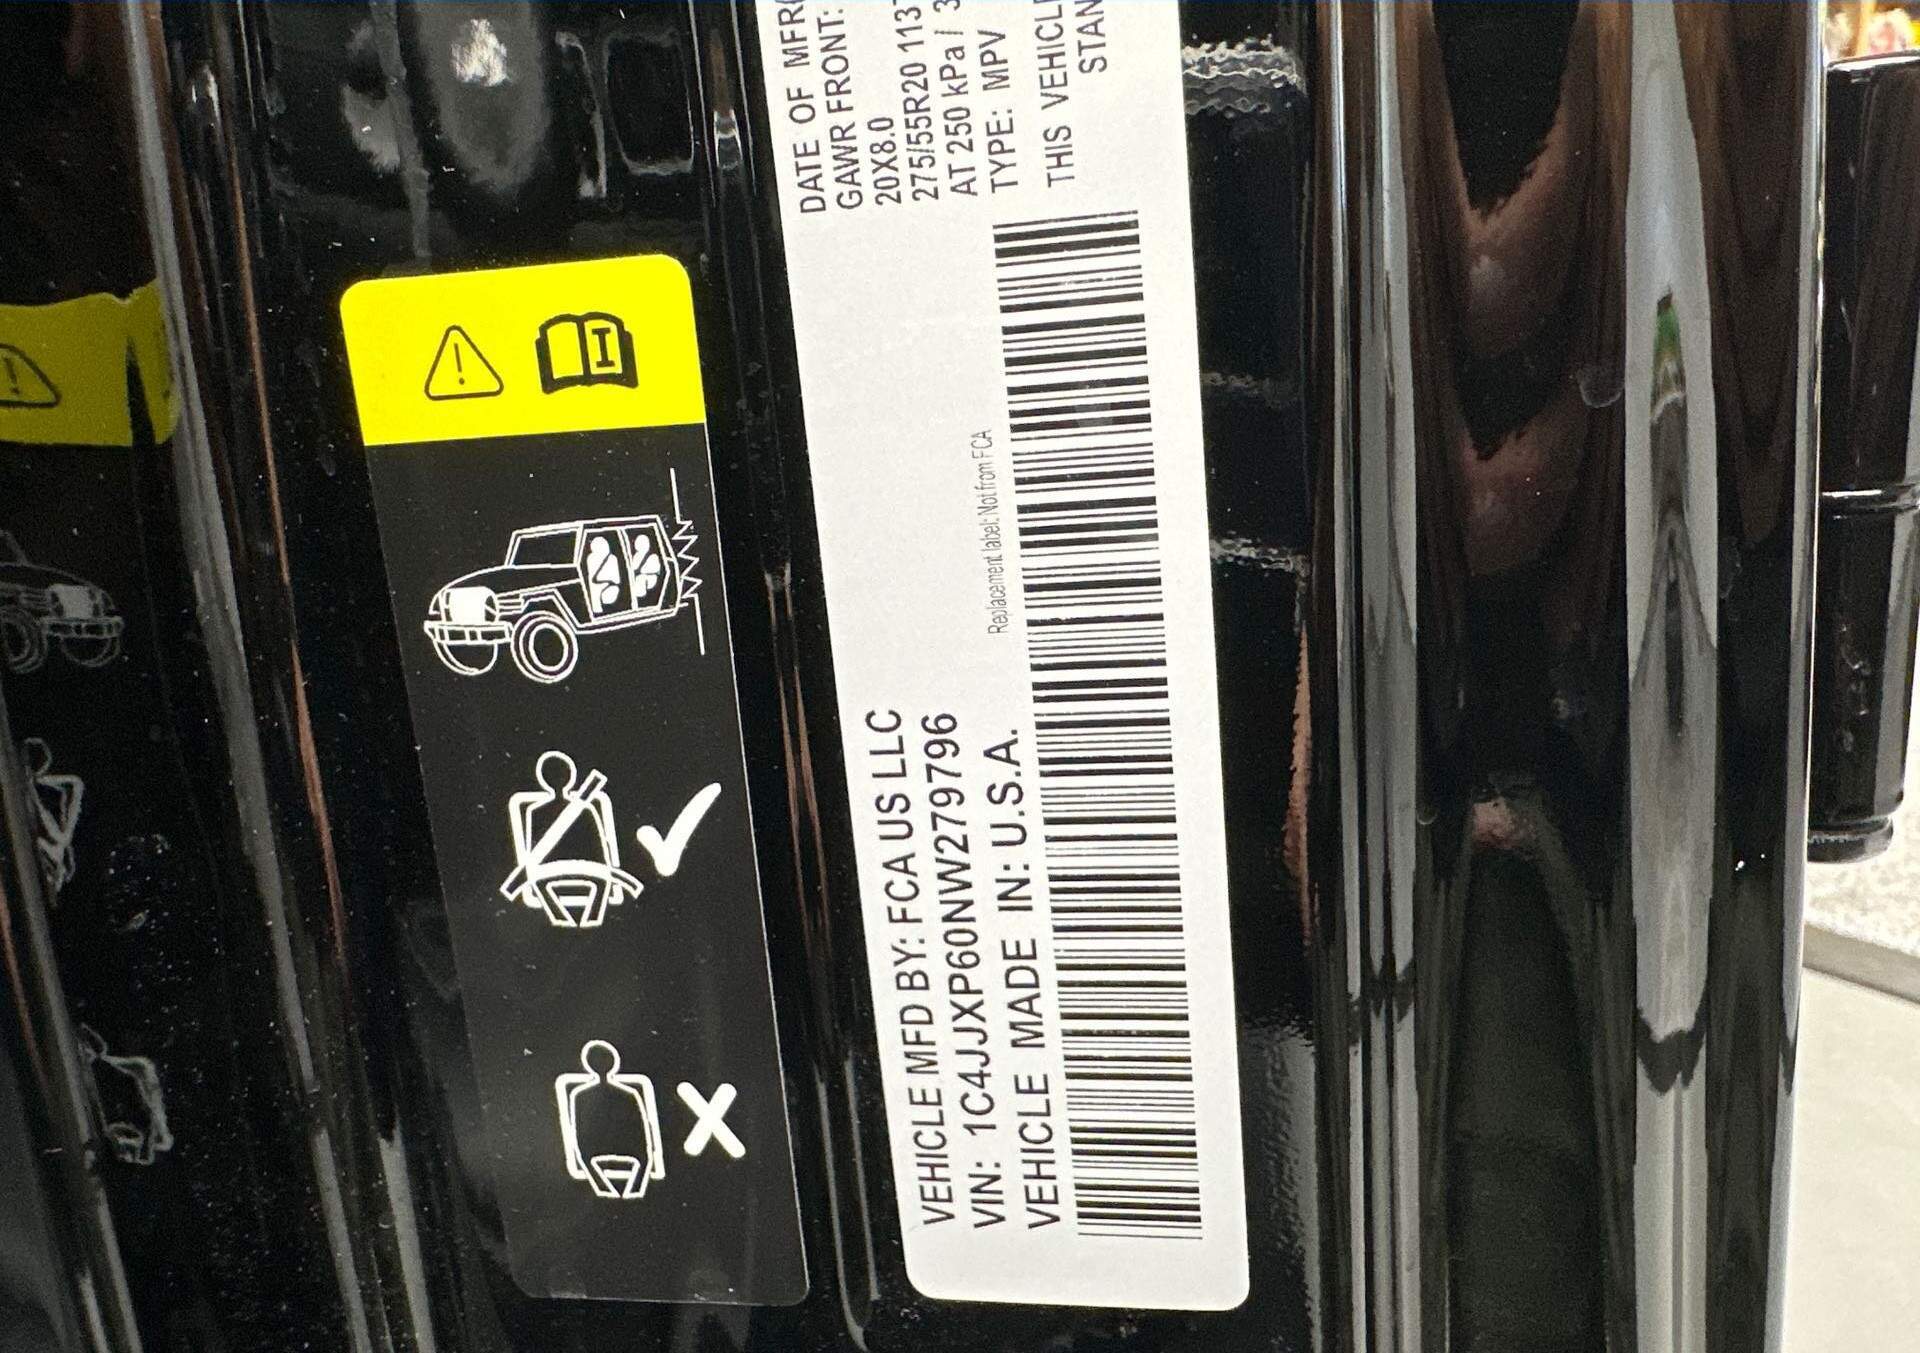 VEHICLE MFD BY: FCA US LLC
VIN: 1C4JJXP60NW279796
VEHICLE MADE IN: U.S.A.
Replacement label: Not from FCA
DATE OF MFR
GAWR FRONT:
20X8.0
275/55R20 113
AT 250 kPa /
TYPE: MPV
THIS VEHICLE
STAN